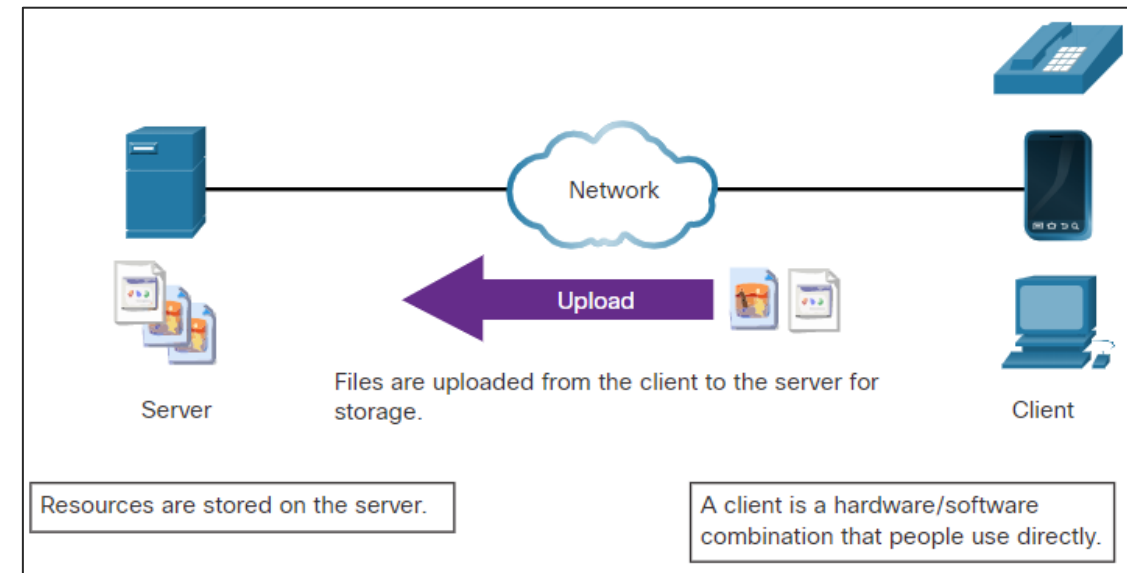 Network
Upload
Files are uploaded from the client to the server for
storage.
Server
Client
Resources are stored on the server.
A client is a hardware/software
combination that people use directly.